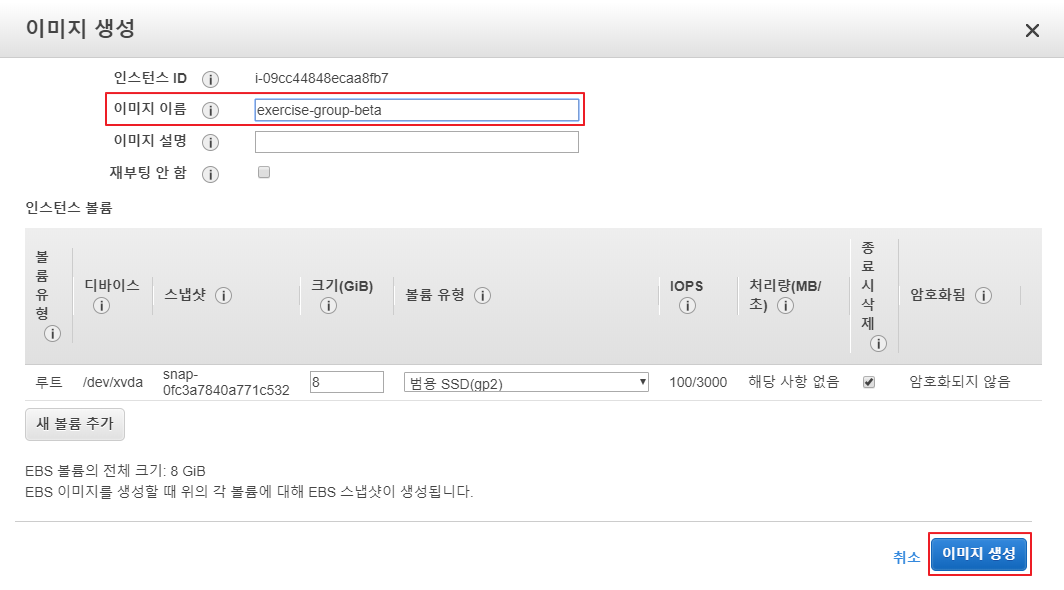 이미지 생성
인스턴스 ID i-09cc44848ecaa8fb7
이미지 이름 exercise-group-beta
이미지 설명
재부팅 안 함
인스턴스 볼륨
볼륨 유형 디바이스 스냅샷 크기(GiB) 볼륨 유형 IOPS 처리량(MB/초) 종료 시 삭제 암호화됨
루트 /dev/xvda snap-0fc3a7840a771c532 8 범용 SSD(gp2) 100/3000 해당 사항 없음 암호화되지 않음
새 볼륨 추가
EBS 볼륨의 전체 크기: 8 GiB
EBS 이미지를 생성할 때 위의 각 볼륨에 대해 EBS 스냅샷이 생성됩니다.
취소 이미지 생성